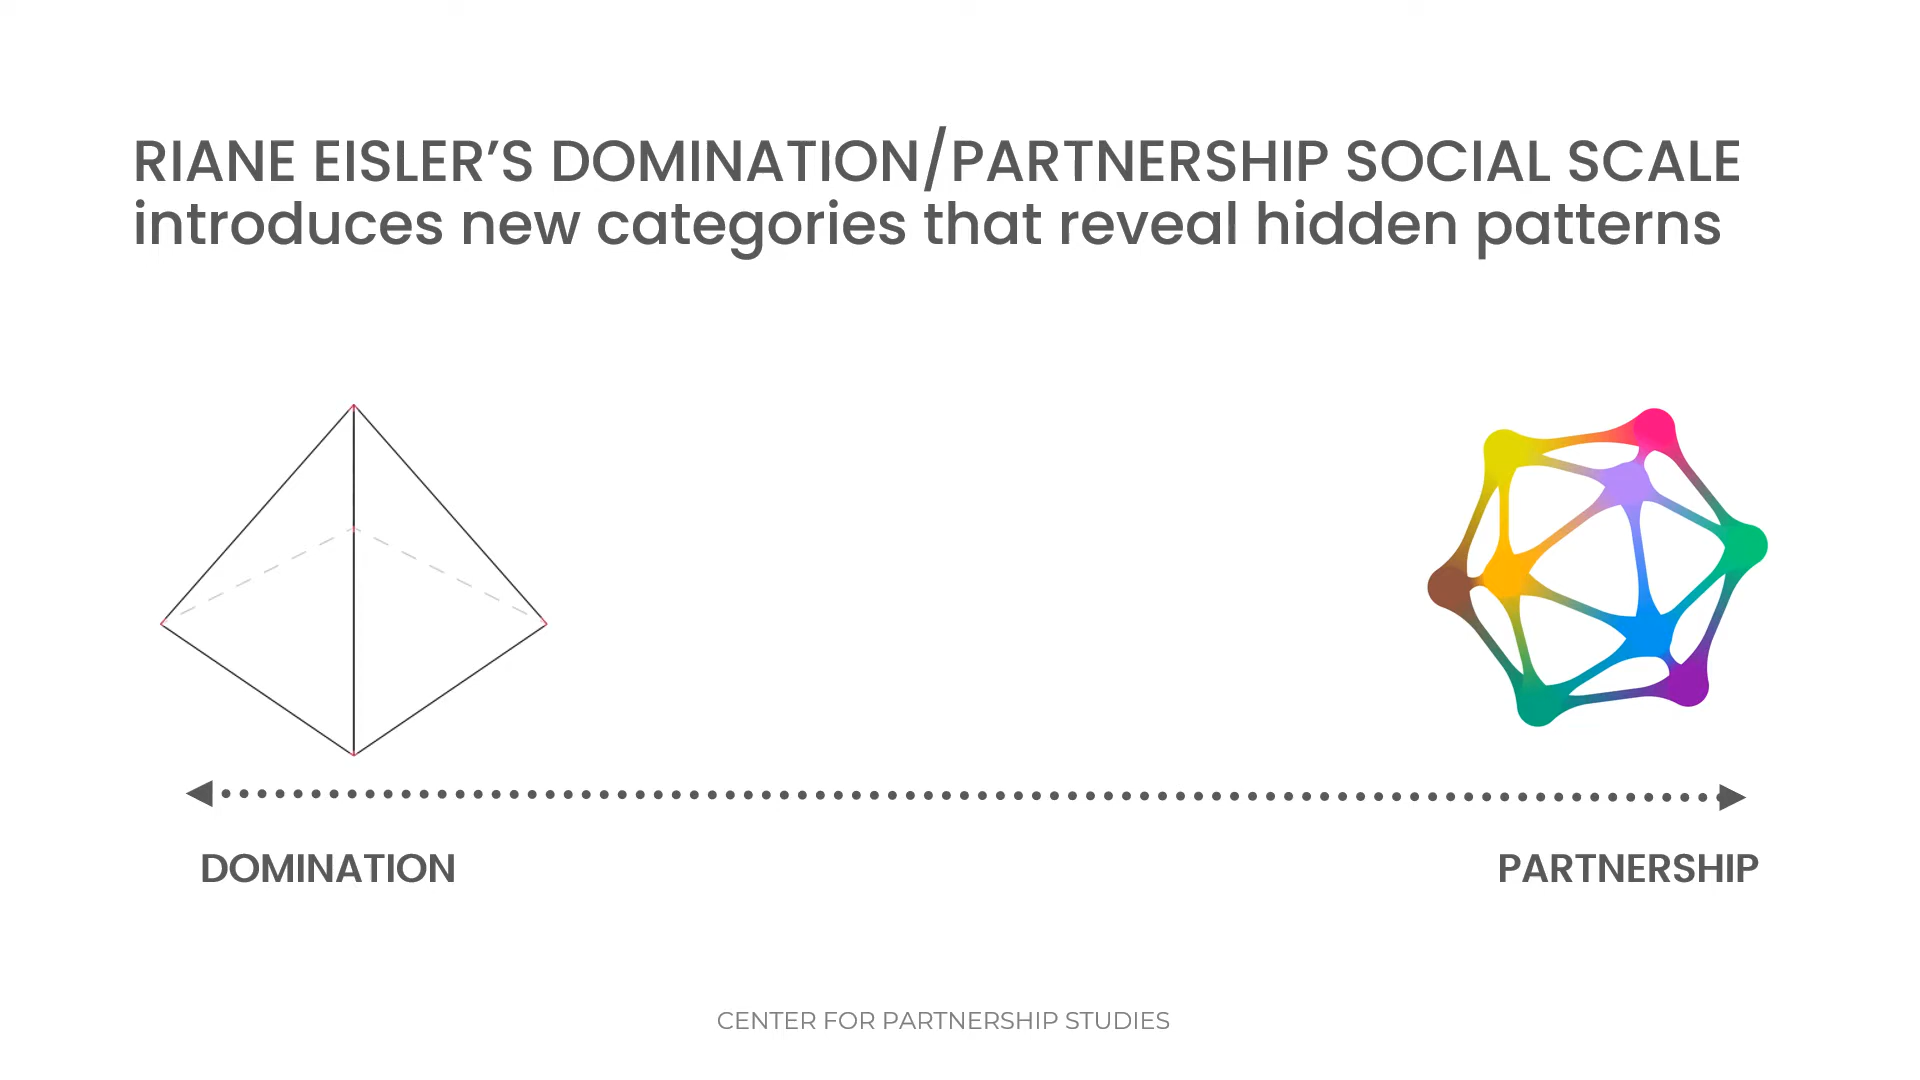 RIANE EISLER’S DOMINATION/PARTNERSHIP SOCIAL SCALE
introduces new categories that reveal hidden patterns
DOMINATION
PARTNERSHIP
CENTER FOR PARTNERSHIP STUDIES